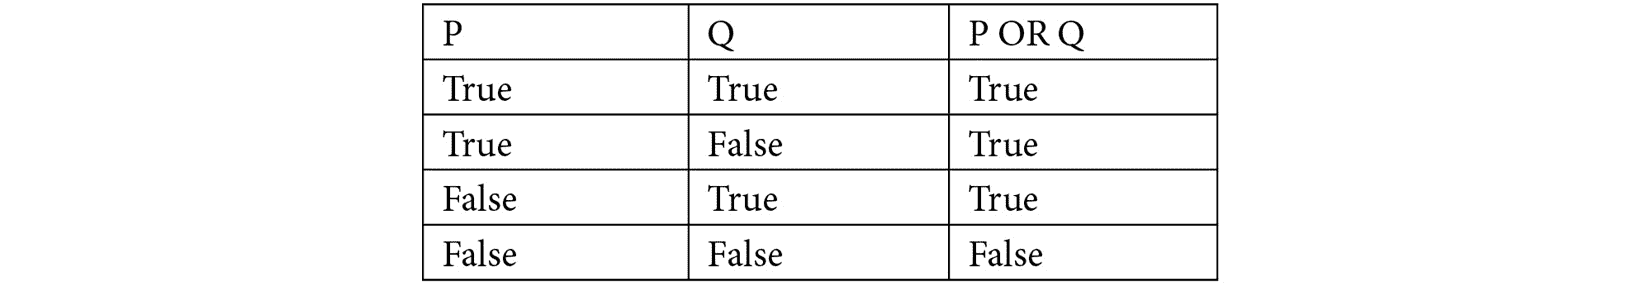 P Q P OR Q
True True True
True False True
False True True
False False False